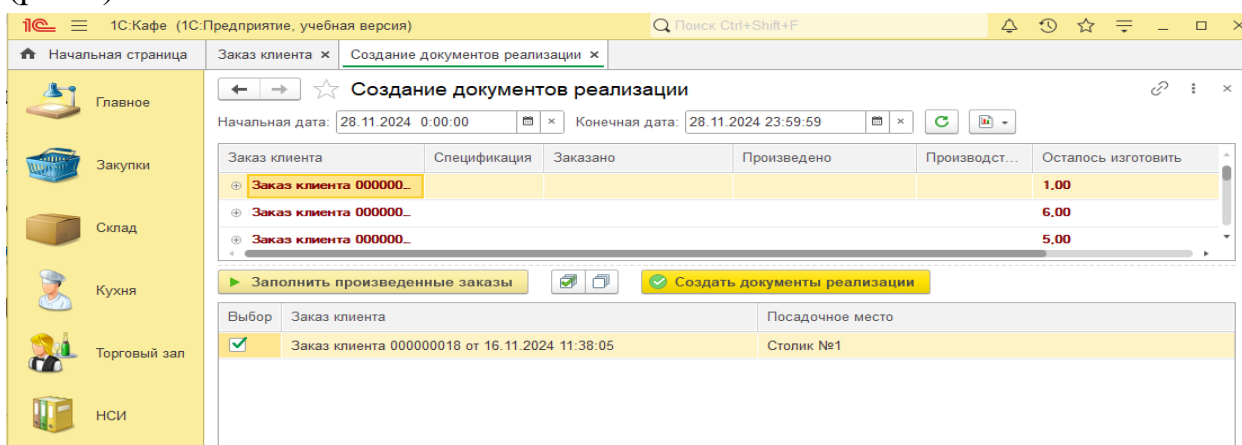 1С:Кафе (1С:Предприятие, учебная версия) Поиск Ctrl+Shift+F
Начальная страница Заказ клиента × Создание документов реализации ×
Главное
Закупки
Склад
Кухня
Торговый зал
НСИ
Создание документов реализации
Начальная дата: 28.11.2024 0:00:00 Конечная дата: 28.11.2024 23:59:59
Заказ клиента Спецификация Заказано Произведено Производст... Осталось изготовить
Заказ клиента 000000... 1,00
Заказ клиента 000000... 6,00
Заказ клиента 000000... 5,00
Заполнить произведенные заказы Создать документы реализации
Выбор Заказ клиента Посадочное место
Заказ клиента 000000018 от 16.11.2024 11:38:05 Столик №1